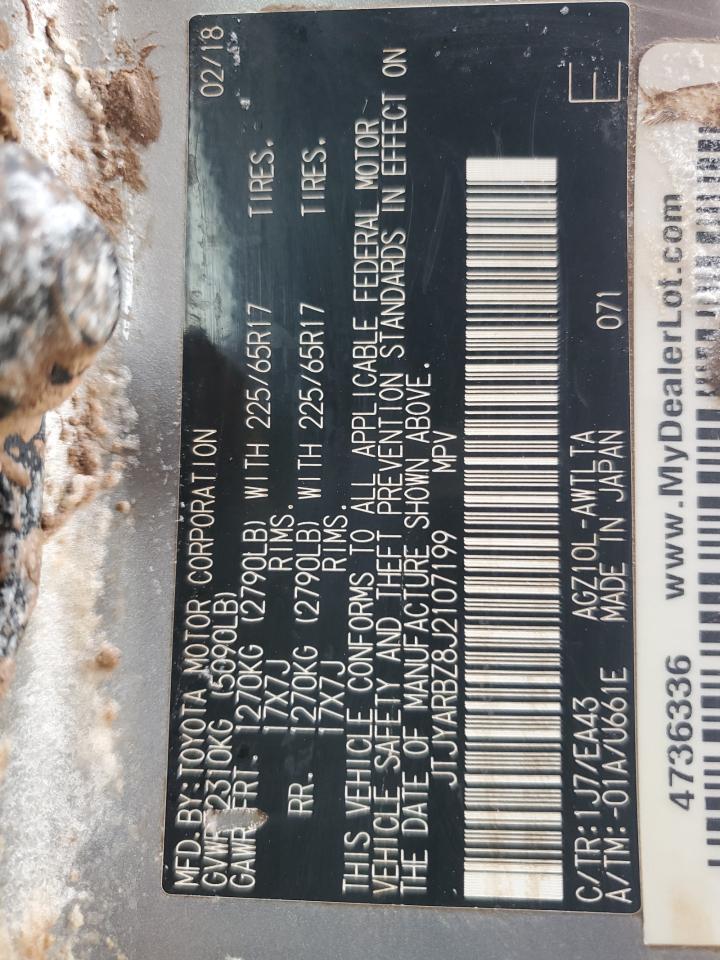 MFD. BY: TOYOTA MOTOR CORPORATION 02/18
GVWR 2310KG (5090LB)
GAWR FRT. 1270KG (2790LB) WITH 225/65R17 TIRES.
17X7J RIMS.
RR. 1270KG (2790LB) WITH 225/65R17 TIRES.
17X7J RIMS.
THIS VEHICLE CONFORMS TO ALL APPLICABLE FEDERAL MOTOR
VEHICLE SAFETY AND THEFT PREVENTION STANDARDS IN EFFECT ON
THE DATE OF MANUFACTURE SHOWN ABOVE.
JTJYARBZ8J2107199 MPV
C/TR:1J7/EA43 AGZ10L-AWTLTA E
A/TM:-01A/U661E MADE IN JAPAN 071
4736336 www.MyDealerLot.com